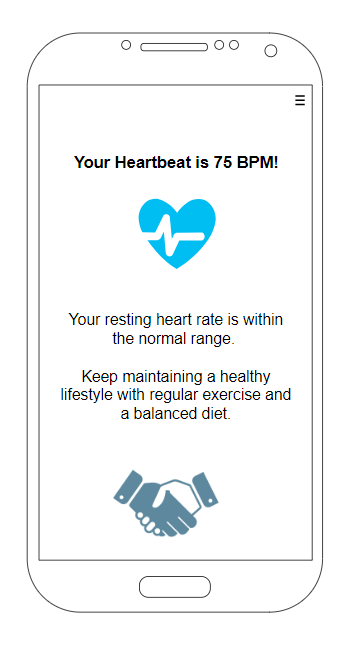 Your Heartbeat is 75 BPM!
Your resting heart rate is within
the normal range.
Keep maintaining a healthy
lifestyle with regular exercise and
a balanced diet.